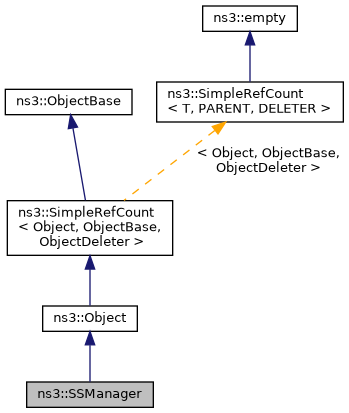 ns3::empty
ns3::SimpleRefCount
< T, PARENT, DELETER >
ns3::ObjectBase
< Object, ObjectBase,
ObjectDeleter >
ns3::SimpleRefCount
< Object, ObjectBase,
ObjectDeleter >
ns3::Object
ns3::SSManager